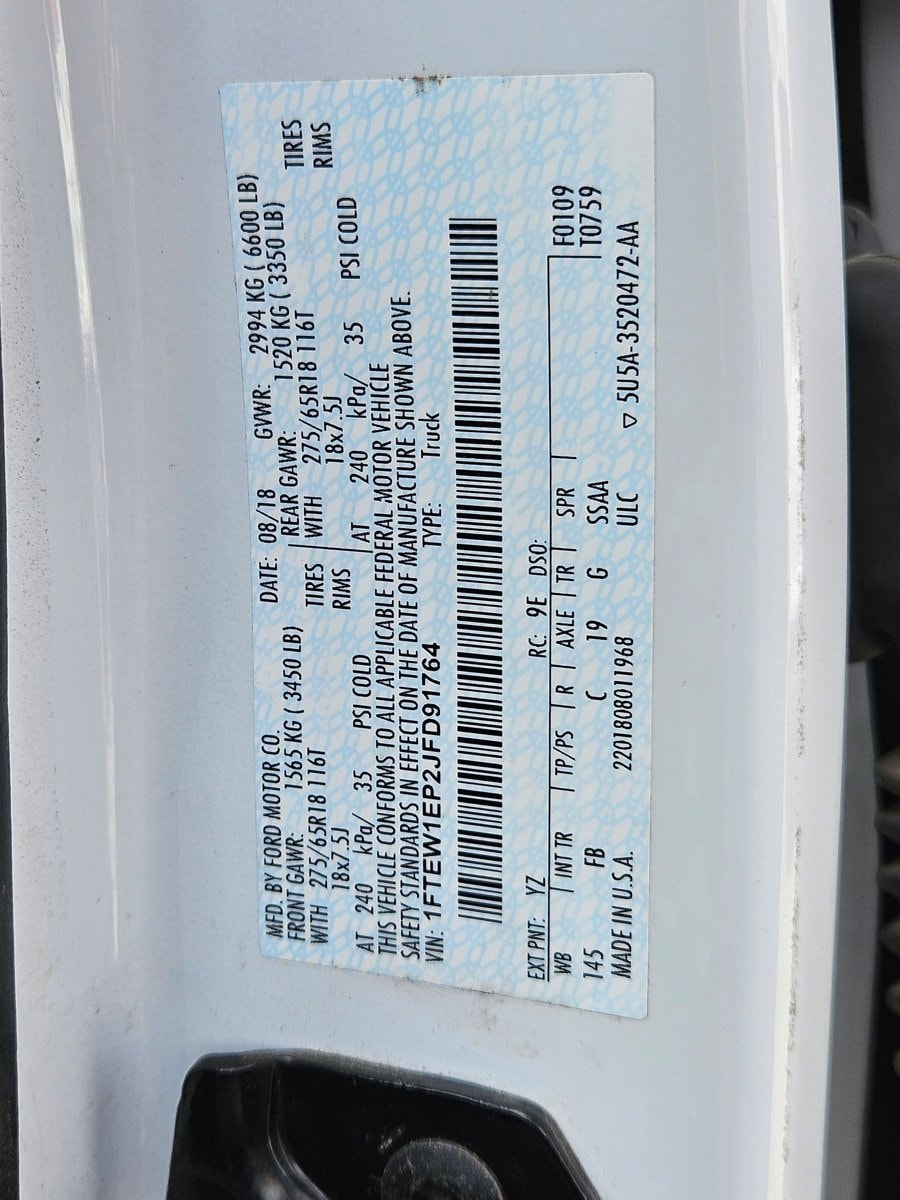 MFD. BY FORD MOTOR CO. DATE: 08/18 GVWR: 2994 KG ( 6600 LB)
FRONT GAWR: 1565 KG ( 3450 LB) REAR GAWR: 1520 KG ( 3350 LB)
WITH 275/65R18 116T TIRES WITH 275/65R18 116T TIRES
18x7.5J RIMS 18x7.5J RIMS
AT 240 kPa/ 35 PSI COLD AT 240 kPa/ 35 PSI COLD
THIS VEHICLE CONFORMS TO ALL APPLICABLE FEDERAL MOTOR VEHICLE
SAFETY STANDARDS IN EFFECT ON THE DATE OF MANUFACTURE SHOWN ABOVE.
VIN: 1FTEW1EP2JFD91764 TYPE: Truck
EXT PNT: YZ RC: 9E DSO: F0109
WB INT TR TP/PS R AXLE TR SPR T0759
145 FB C 19 G SSAA
MADE IN U.S.A. 2201808011968 ULC ▽ 5U5A-3520472-AA